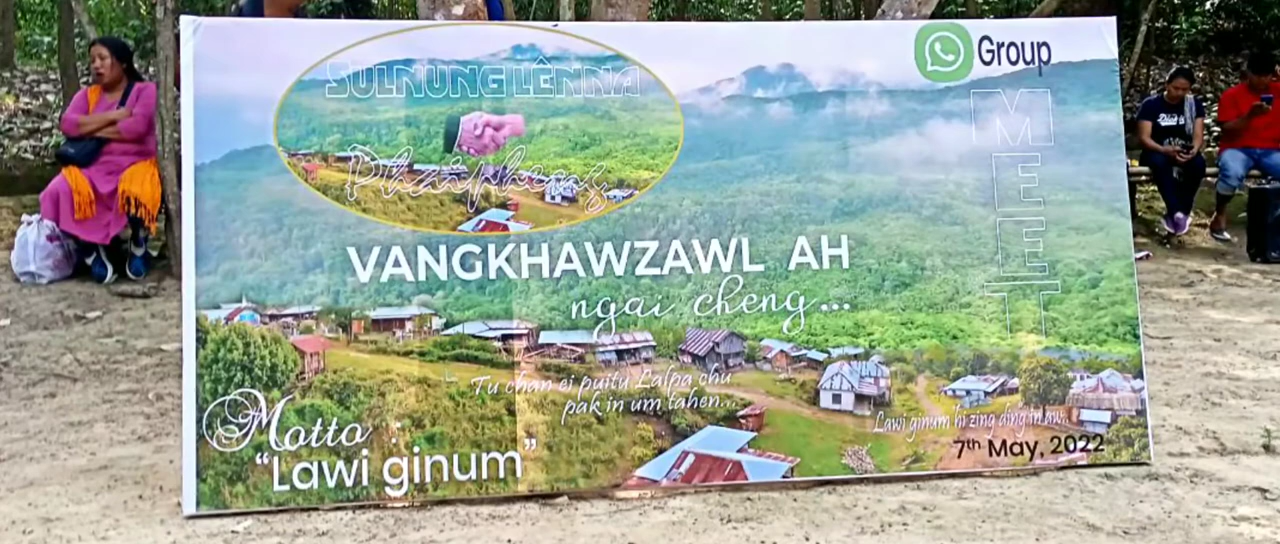 SULNUNG LÊNNA
Phaipheng
Group
MEET
VANGKHAWZAWL AH
ngai cheng...
Tu chan ei puitu Lalpa chu
pak in um tahen...
Lawi ginum hi zing ding in aw..
Motto :
"Lawi ginum"
7th May, 2022